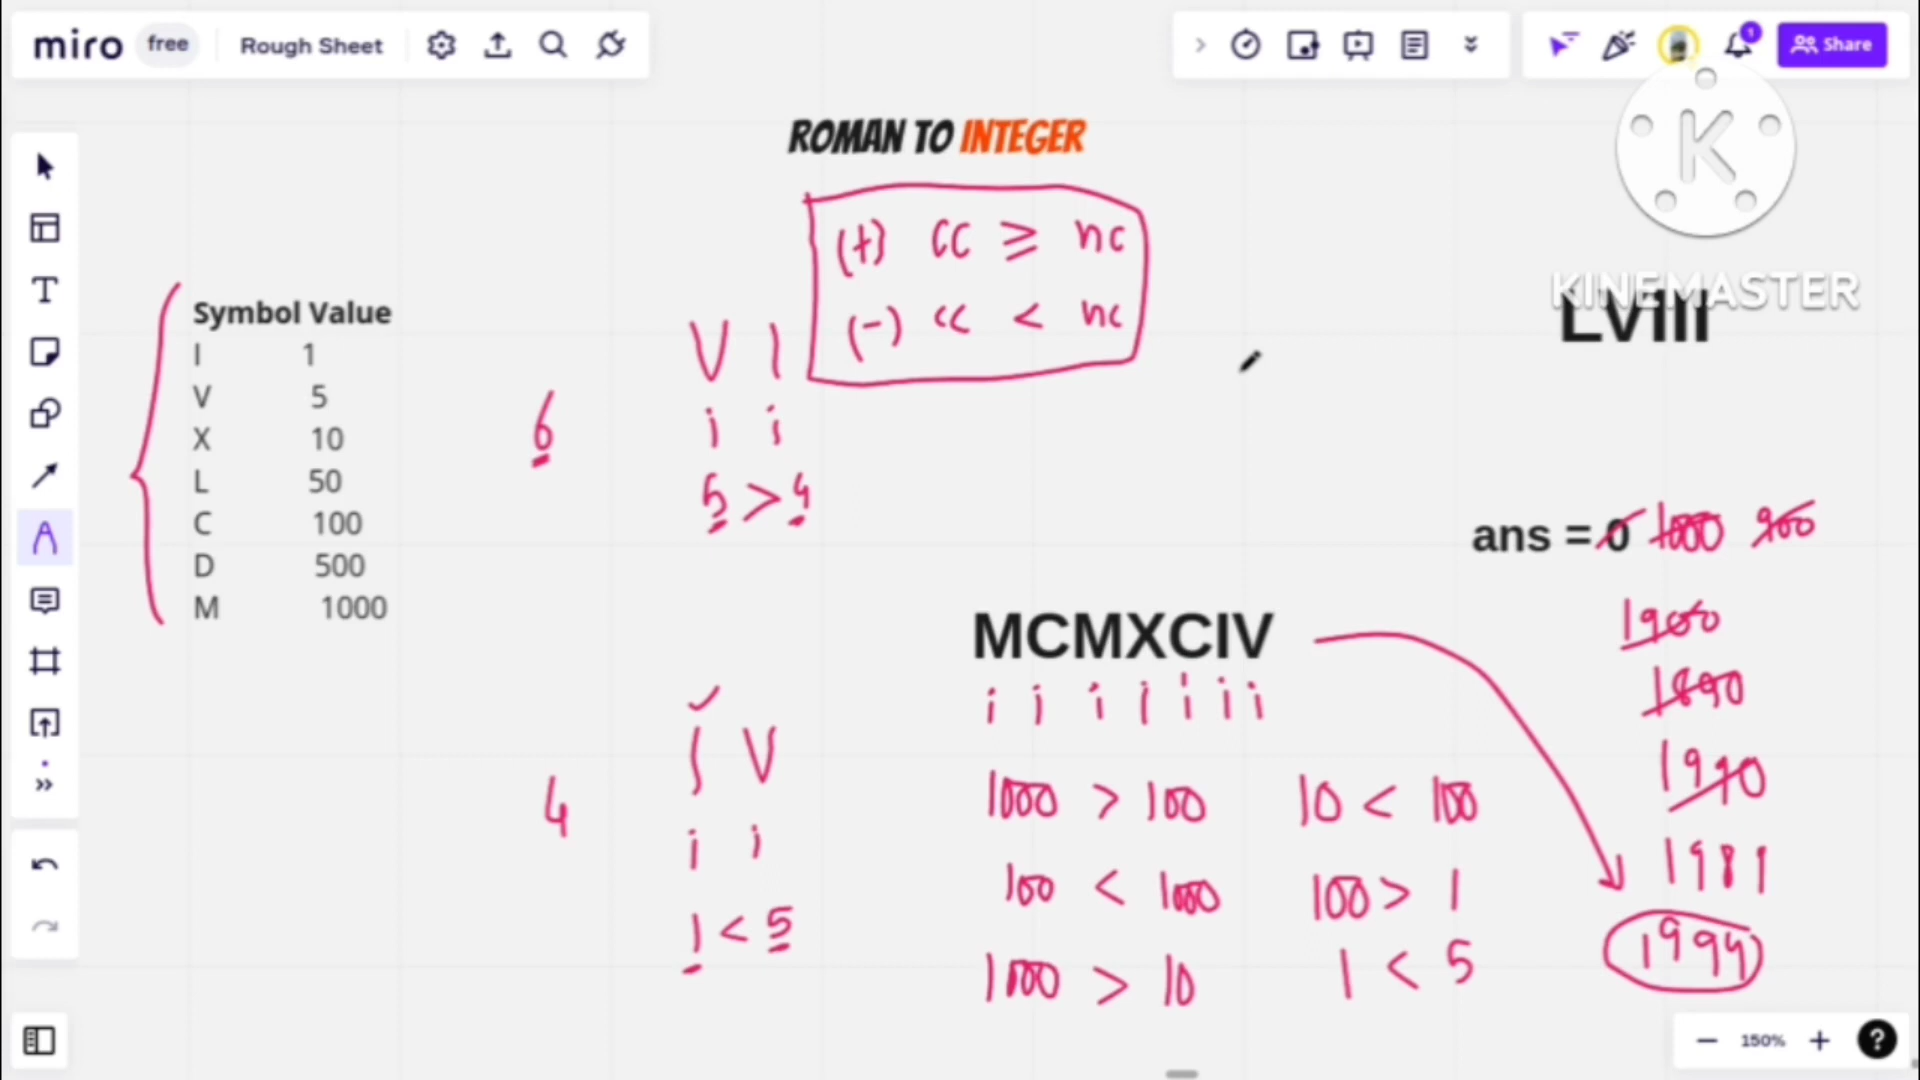 miro free Rough Sheet
1 Share
K
KINEMASTER
ROMAN TO INTEGER
(+) cc ≥ nc
(-) cc < nc
Symbol Value
I 1
V 5
X 10
L 50
C 100
D 500
M 1000
6
V I
i i
5 > 1
LVIII
ans = 0 1000 900
1900
1890
1990
1989
1994
MCMXCIV
i i i i i i i
1000 > 100
100 < 1000
1000 > 10
10 < 100
100 > 1
1 < 5
4
I V
i i
1 < 5
150%
?